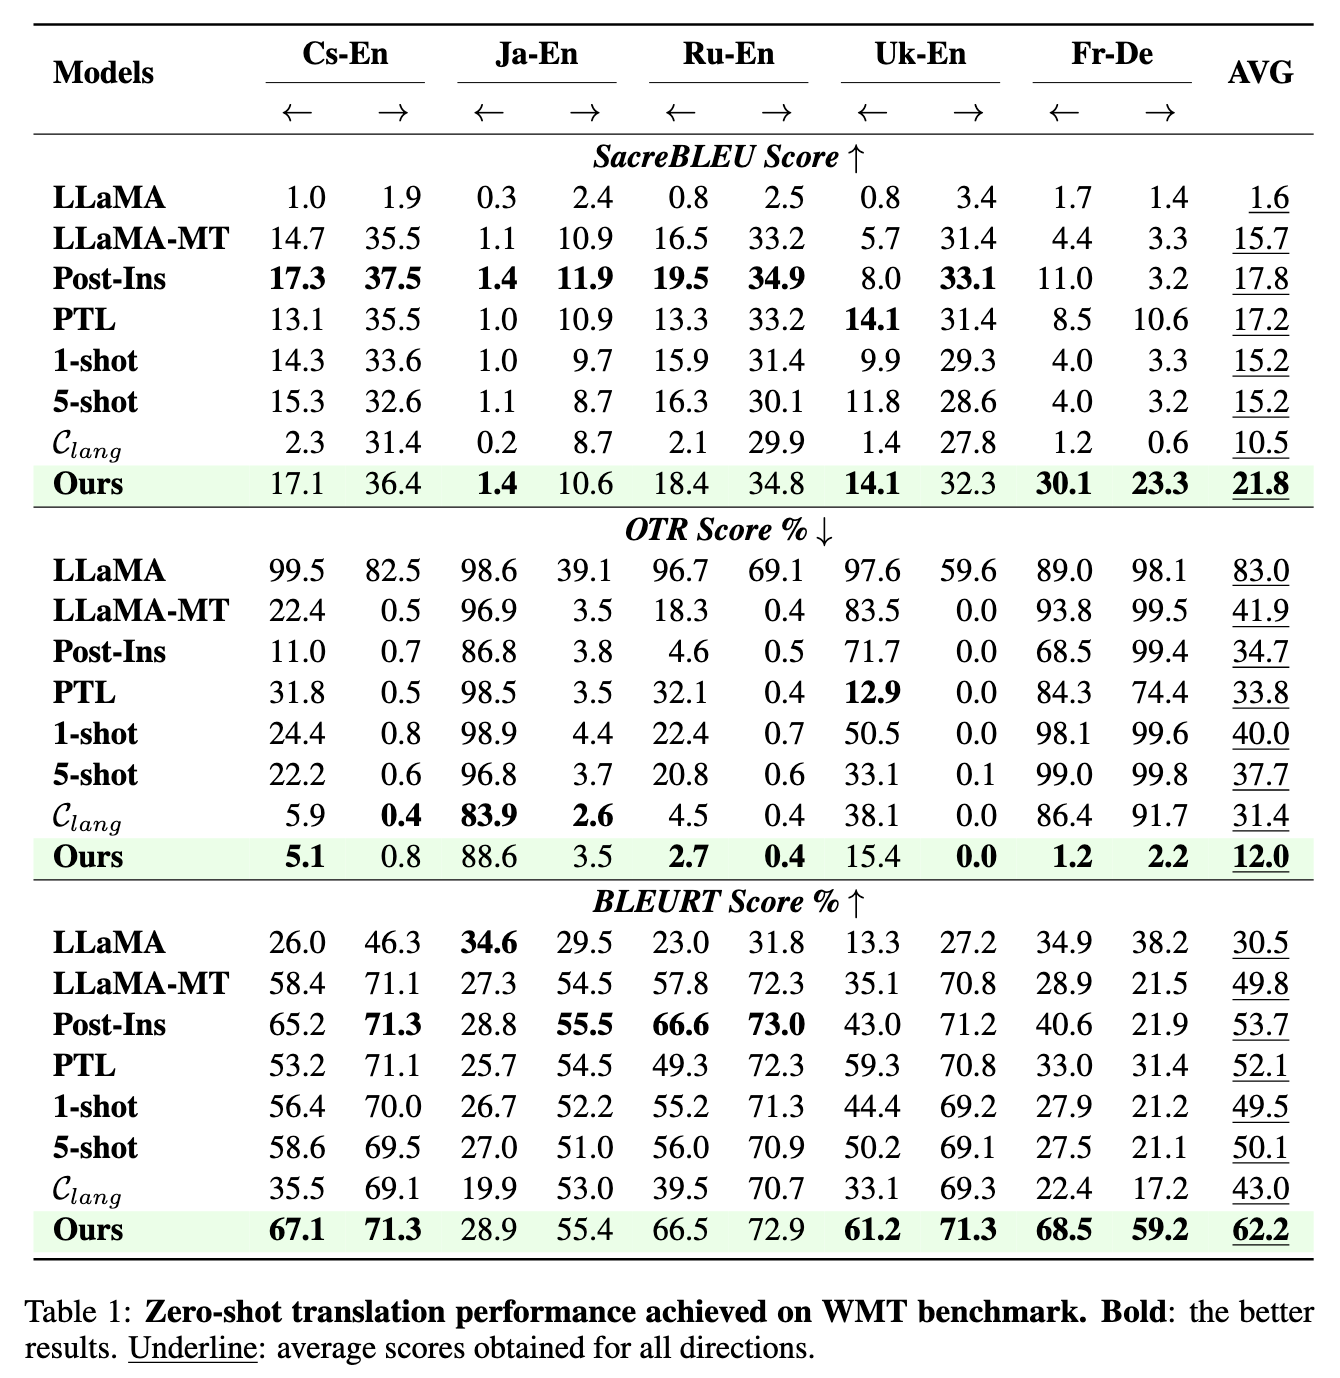 Models Cs-En Ja-En Ru-En Uk-En Fr-De AVG
← → ← → ← → ← → ← →
SacreBLEU Score ↑
LLaMA 1.0 1.9 0.3 2.4 0.8 2.5 0.8 3.4 1.7 1.4 1.6
LLaMA-MT 14.7 35.5 1.1 10.9 16.5 33.2 5.7 31.4 4.4 3.3 15.7
Post-Ins 17.3 37.5 1.4 11.9 19.5 34.9 8.0 33.1 11.0 3.2 17.8
PTL 13.1 35.5 1.0 10.9 13.3 33.2 14.1 31.4 8.5 10.6 17.2
1-shot 14.3 33.6 1.0 9.7 15.9 31.4 9.9 29.3 4.0 3.3 15.2
5-shot 15.3 32.6 1.1 8.7 16.3 30.1 11.8 28.6 4.0 3.2 15.2
𝒞lang 2.3 31.4 0.2 8.7 2.1 29.9 1.4 27.8 1.2 0.6 10.5
Ours 17.1 36.4 1.4 10.6 18.4 34.8 14.1 32.3 30.1 23.3 21.8
OTR Score % ↓
LLaMA 99.5 82.5 98.6 39.1 96.7 69.1 97.6 59.6 89.0 98.1 83.0
LLaMA-MT 22.4 0.5 96.9 3.5 18.3 0.4 83.5 0.0 93.8 99.5 41.9
Post-Ins 11.0 0.7 86.8 3.8 4.6 0.5 71.7 0.0 68.5 99.4 34.7
PTL 31.8 0.5 98.5 3.5 32.1 0.4 12.9 0.0 84.3 74.4 33.8
1-shot 24.4 0.8 98.9 4.4 22.4 0.7 50.5 0.0 98.1 99.6 40.0
5-shot 22.2 0.6 96.8 3.7 20.8 0.6 33.1 0.1 99.0 99.8 37.7
𝒞lang 5.9 0.4 83.9 2.6 4.5 0.4 38.1 0.0 86.4 91.7 31.4
Ours 5.1 0.8 88.6 3.5 2.7 0.4 15.4 0.0 1.2 2.2 12.0
BLEURT Score % ↑
LLaMA 26.0 46.3 34.6 29.5 23.0 31.8 13.3 27.2 34.9 38.2 30.5
LLaMA-MT 58.4 71.1 27.3 54.5 57.8 72.3 35.1 70.8 28.9 21.5 49.8
Post-Ins 65.2 71.3 28.8 55.5 66.6 73.0 43.0 71.2 40.6 21.9 53.7
PTL 53.2 71.1 25.7 54.5 49.3 72.3 59.3 70.8 33.0 31.4 52.1
1-shot 56.4 70.0 26.7 52.2 55.2 71.3 44.4 69.2 27.9 21.2 49.5
5-shot 58.6 69.5 27.0 51.0 56.0 70.9 50.2 69.1 27.5 21.1 50.1
𝒞lang 35.5 69.1 19.9 53.0 39.5 70.7 33.1 69.3 22.4 17.2 43.0
Ours 67.1 71.3 28.9 55.4 66.5 72.9 61.2 71.3 68.5 59.2 62.2
Table 1: Zero-shot translation performance achieved on WMT benchmark. Bold: the better
results. Underline: average scores obtained for all directions.